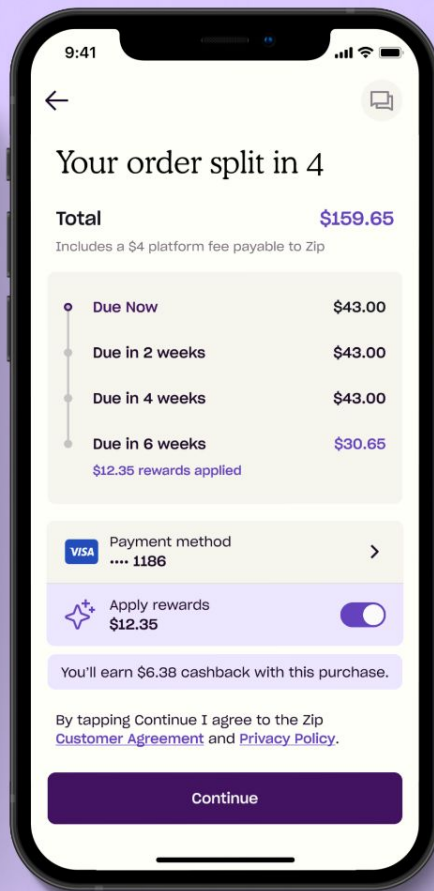 9:41
Your order split in 4
Total $159.65
Includes a $4 platform fee payable to Zip
Due Now $43.00
Due in 2 weeks $43.00
Due in 4 weeks $43.00
Due in 6 weeks $30.65
$12.35 rewards applied
VISA
Payment method
•••• 1186
Apply rewards
$12.35
You'll earn $6.38 cashback with this purchase.
By tapping Continue I agree to the Zip
Customer Agreement and Privacy Policy.
Continue